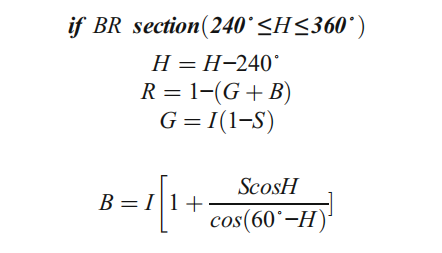 if BR section(240°≤H≤360°)
H = H−240°
R = 1−(G + B)
G = I(1−S)
B = I[1 + ScosH / cos(60°−H)]